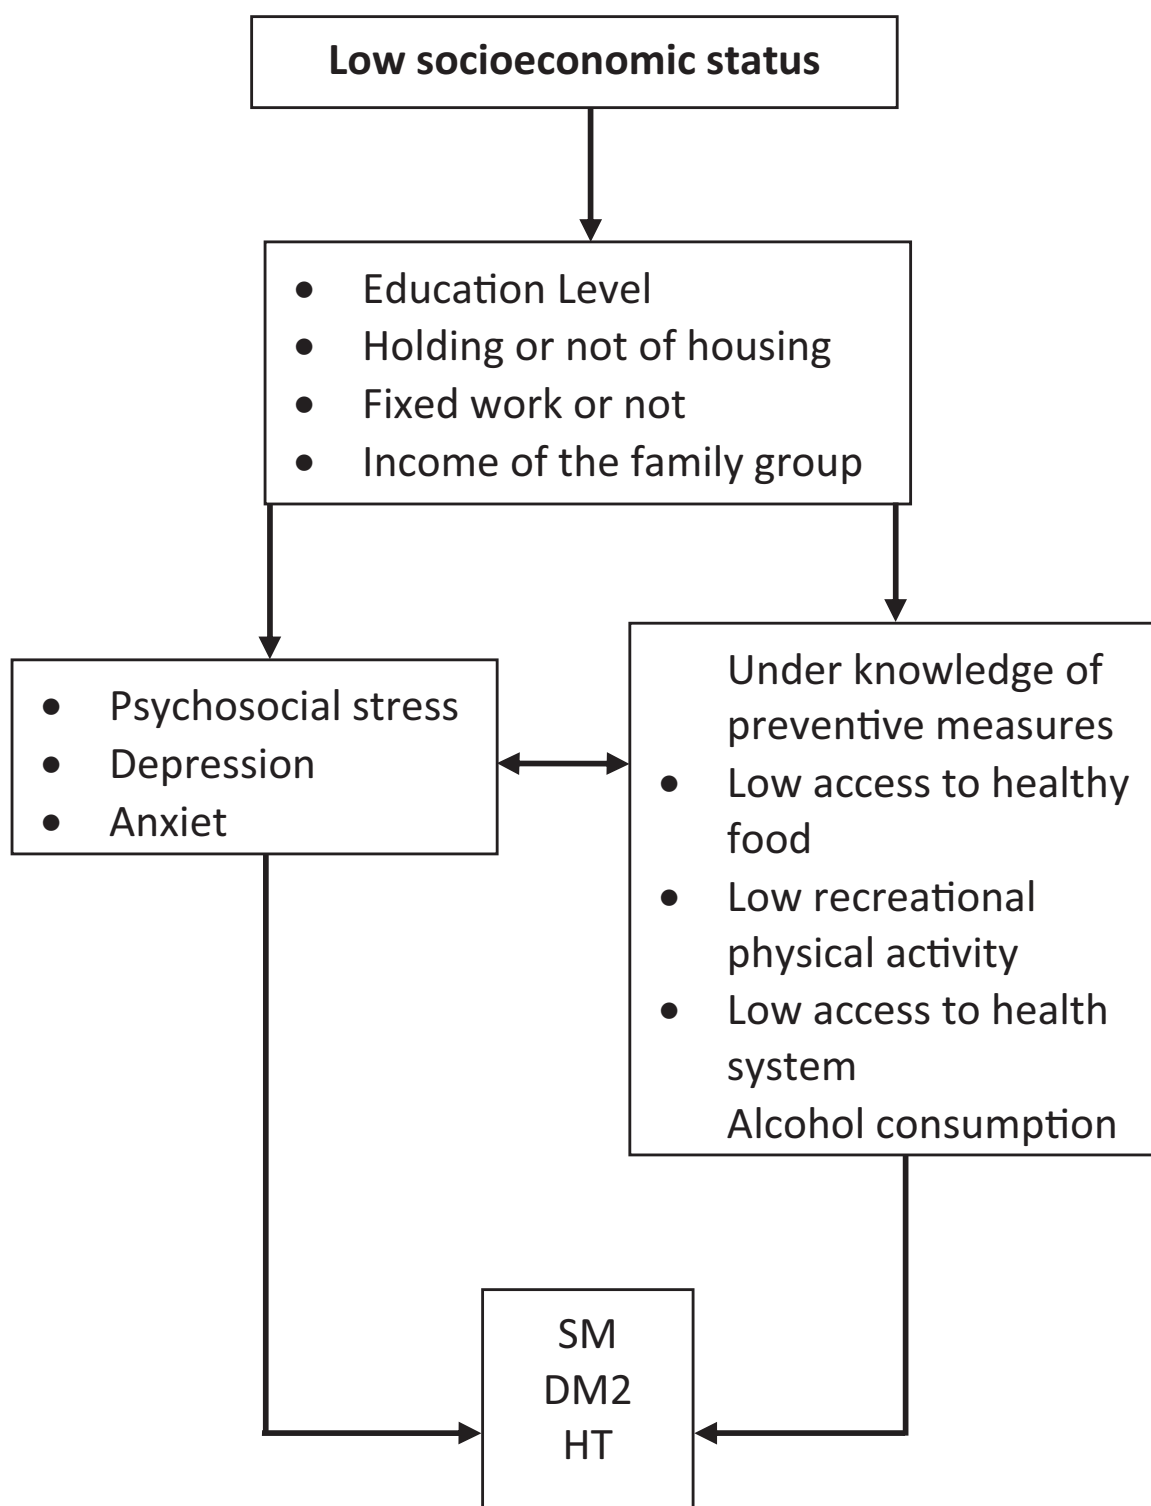 Low socioeconomic status
• Education Level
• Holding or not of housing
• Fixed work or not
• Income of the family group
• Psychosocial stress
• Depression
• Anxiet
Under knowledge of
preventive measures
• Low access to healthy
food
• Low recreational
physical activity
• Low access to health
system
Alcohol consumption
SM
DM2
HT